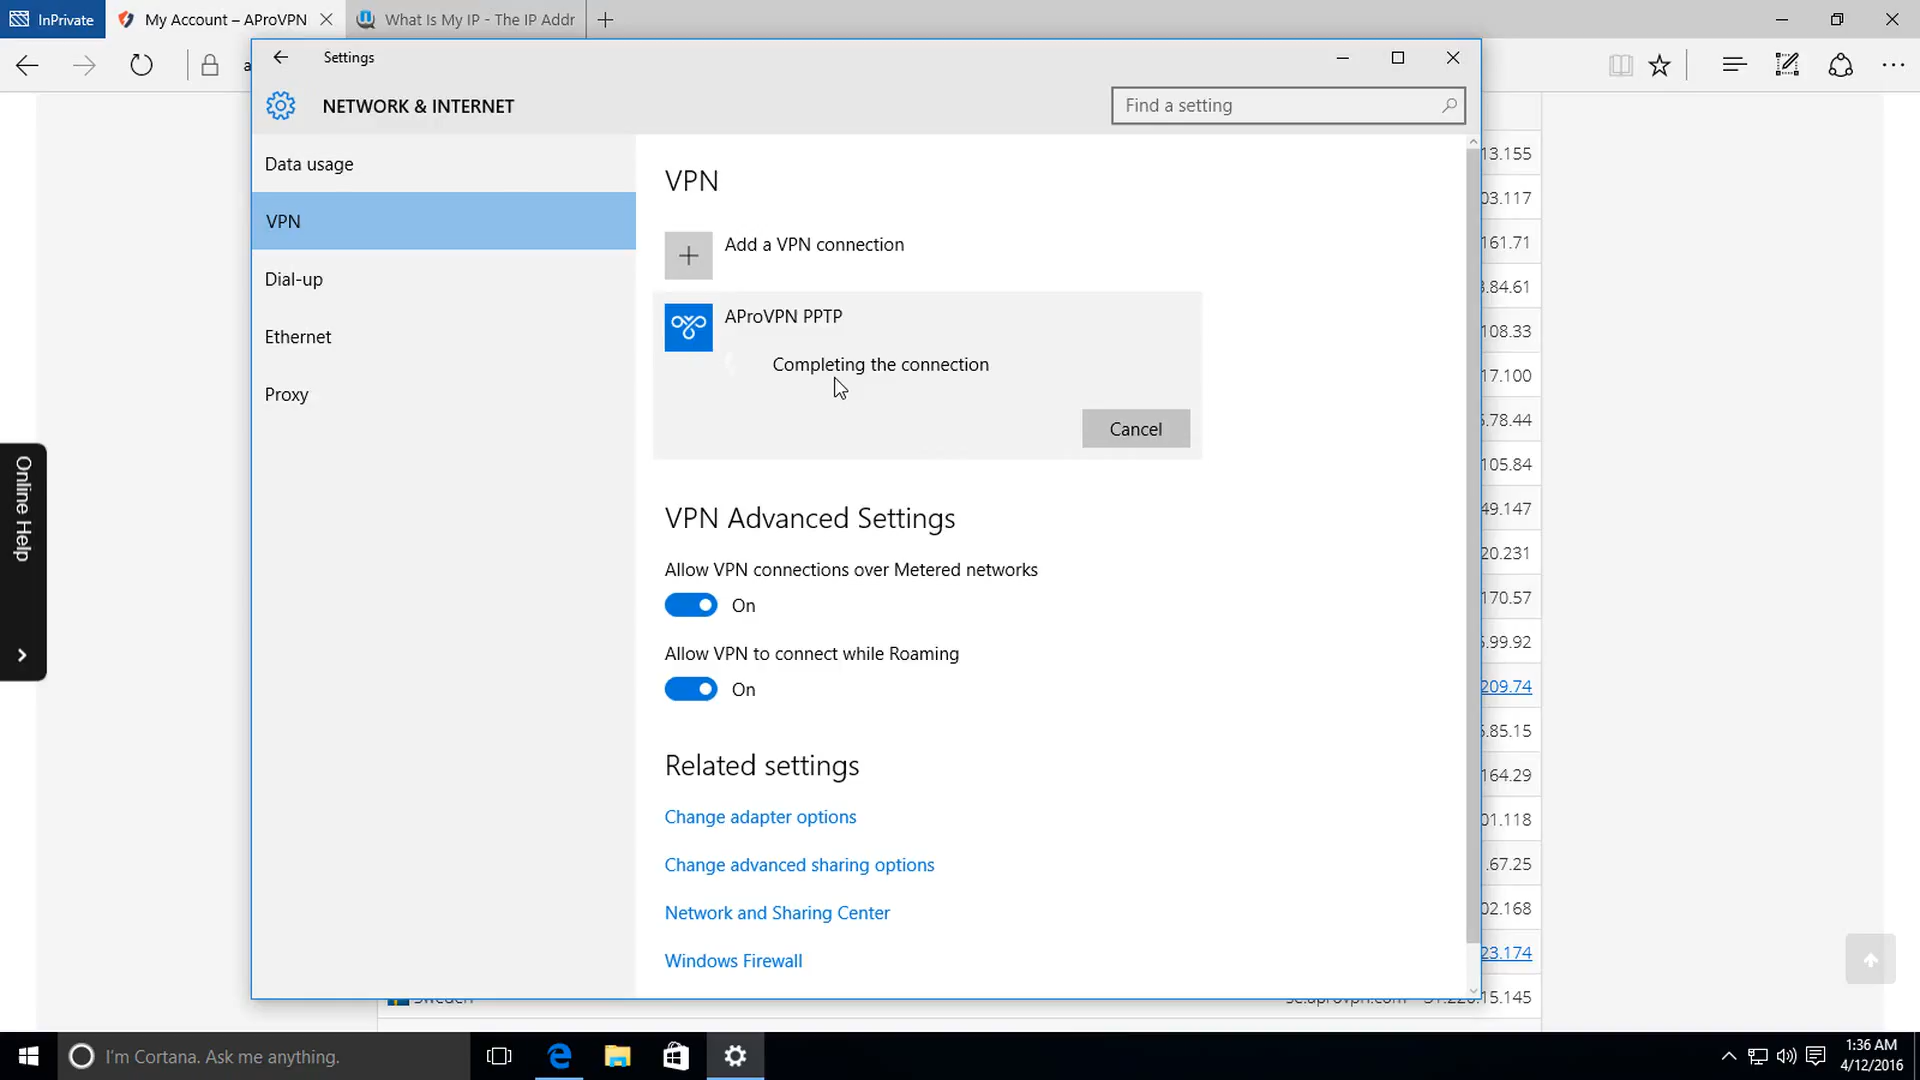 InPrivate
My Account – AProVPN
What Is My IP - The IP Addr
Settings
NETWORK & INTERNET
Find a setting
Data usage
VPN
Dial-up
Ethernet
Proxy
VPN
Add a VPN connection
AProVPN PPTP
Completing the connection
Cancel
VPN Advanced Settings
Allow VPN connections over Metered networks
On
Allow VPN to connect while Roaming
On
Related settings
Change adapter options
Change advanced sharing options
Network and Sharing Center
Windows Firewall
13.155
03.117
161.71
.84.61
108.33
17.100
.78.44
105.84
49.147
20.231
170.57
.99.92
209.74
.85.15
164.29
01.118
.67.25
02.168
23.174
15.145
Online Help
I'm Cortana. Ask me anything.
1:36 AM
4/12/2016